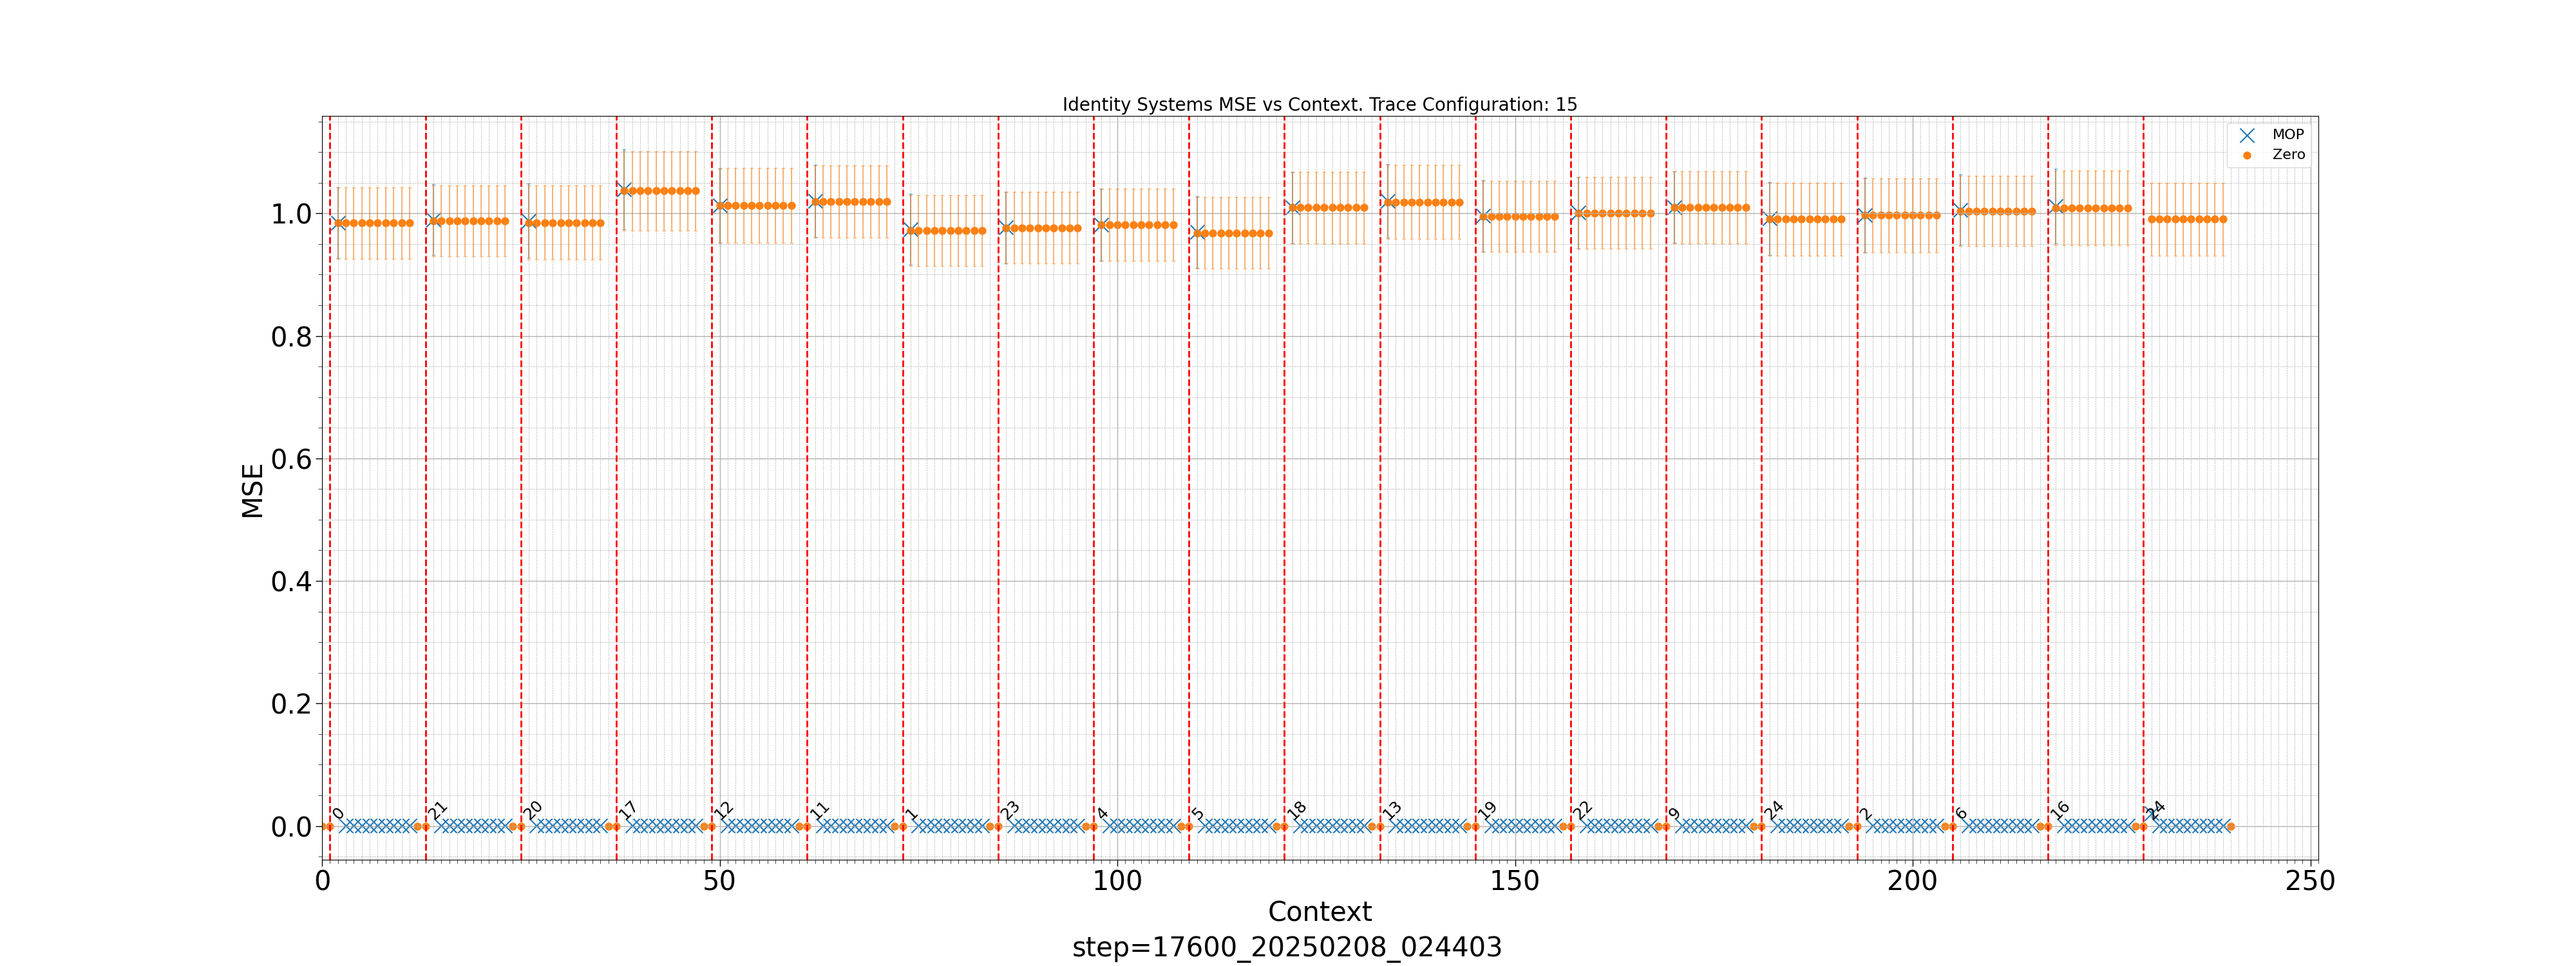 Identity Systems MSE vs Context. Trace Configuration: 15
MOP
Zero
1.0
0.8
0.6
0.4
0.2
0.0
MSE
0 21 20 17 12 11 1 23 4 5 18 13 19 22 9 24 2 6 16 24
0 50 100 150 200 250
Context
step=17600_20250208_024403